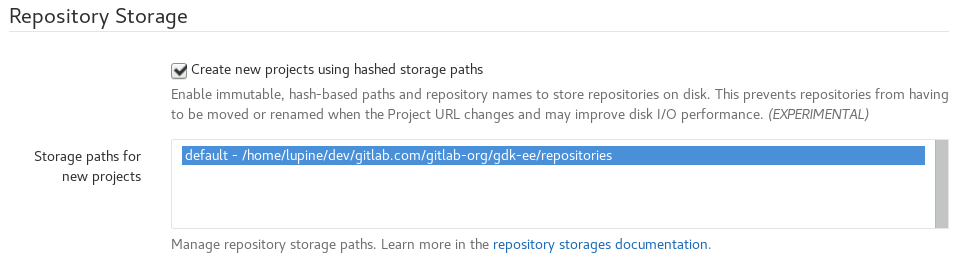 Repository Storage
Create new projects using hashed storage paths
Enable immutable, hash-based paths and repository names to store repositories on disk. This prevents repositories from having
to be moved or renamed when the Project URL changes and may improve disk I/O performance. (EXPERIMENTAL)
Storage paths for
new projects
default - /home/lupine/dev/gitlab.com/gitlab-org/gdk-ee/repositories
Manage repository storage paths. Learn more in the repository storages documentation.